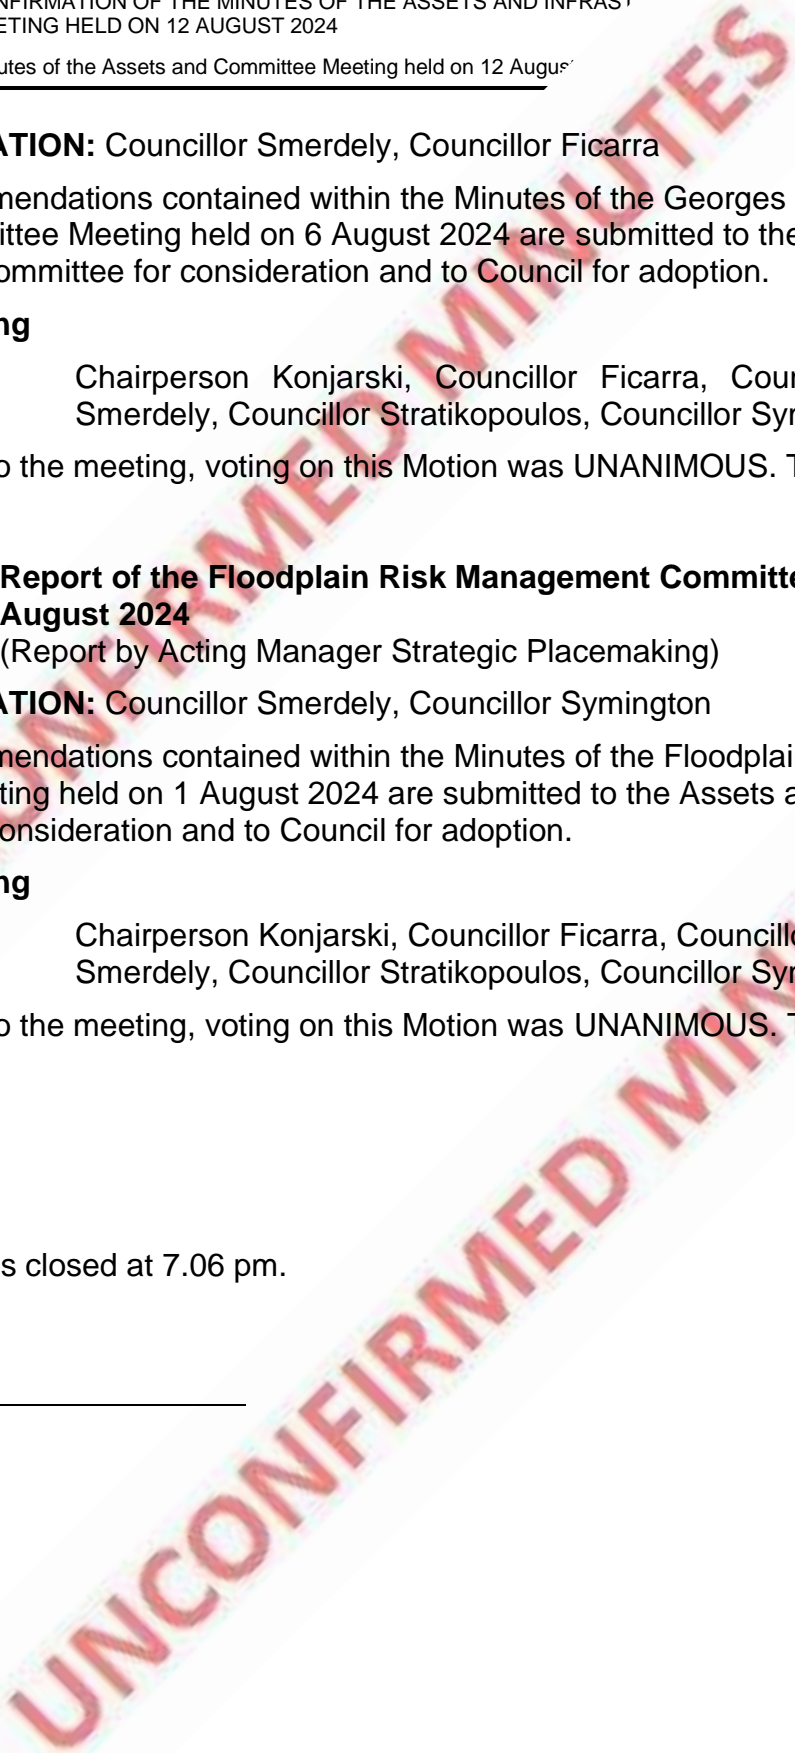 NFIRMATION OF THE MINUTES OF THE ASSETS AND INFRAST
ETING HELD ON 12 AUGUST 2024
utes of the Assets and Committee Meeting held on 12 August
ATION: Councillor Smerdely, Councillor Ficarra
mendations contained within the Minutes of the Georges
ittee Meeting held on 6 August 2024 are submitted to the
ommittee for consideration and to Council for adoption.
ng
Chairperson Konjarski, Councillor Ficarra, Coun
Smerdely, Councillor Stratikopoulos, Councillor Sym
o the meeting, voting on this Motion was UNANIMOUS. T
Report of the Floodplain Risk Management Committe
August 2024
(Report by Acting Manager Strategic Placemaking)
ATION: Councillor Smerdely, Councillor Symington
mendations contained within the Minutes of the Floodplai
ting held on 1 August 2024 are submitted to the Assets a
onsideration and to Council for adoption.
ng
Chairperson Konjarski, Councillor Ficarra, Councillo
Smerdely, Councillor Stratikopoulos, Councillor Sym
o the meeting, voting on this Motion was UNANIMOUS. T
s closed at 7.06 pm.
UNCONFIRMED MINUTES
UNCONFIRMED MIN